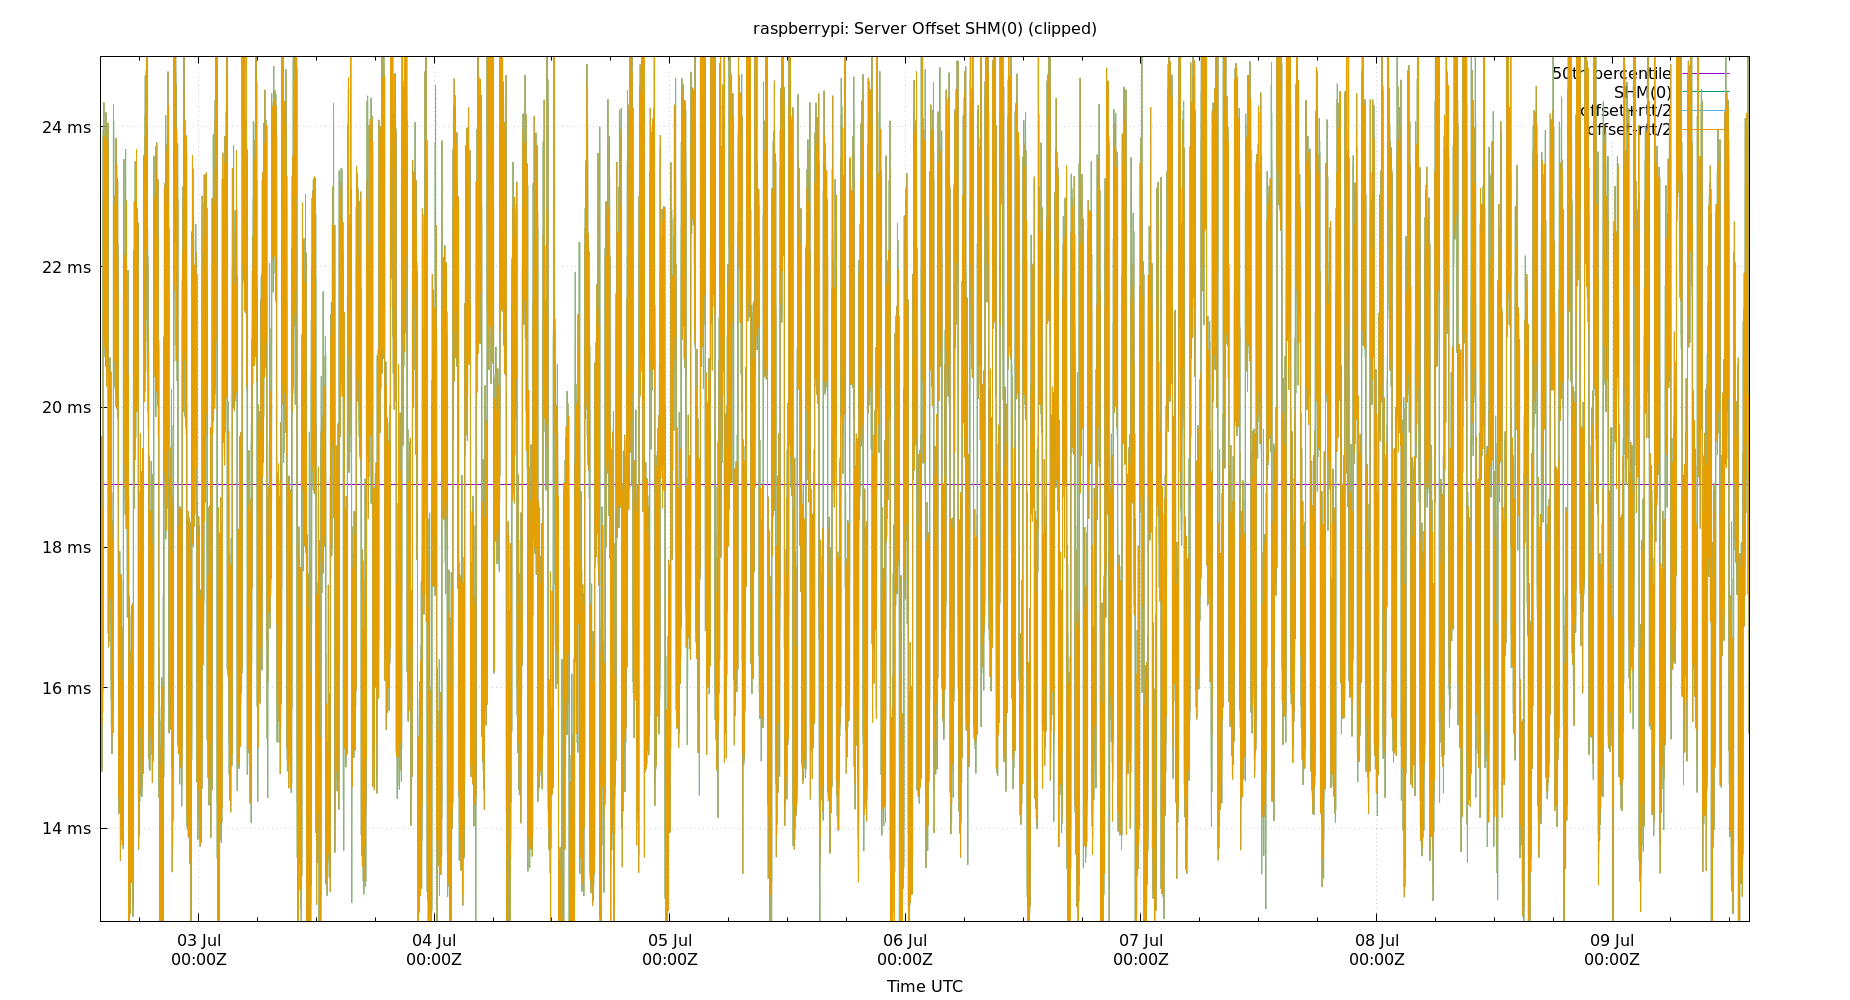 raspberrypi: Server Offset SHM(0) (clipped)
50th percentile
SHM(0)
offset+rtt/2
offset-rtt/2
24 ms
22 ms
20 ms
18 ms
16 ms
14 ms
03 Jul 04 Jul 05 Jul 06 Jul 07 Jul 08 Jul 09 Jul
00:00Z 00:00Z 00:00Z 00:00Z 00:00Z 00:00Z 00:00Z
Time UTC